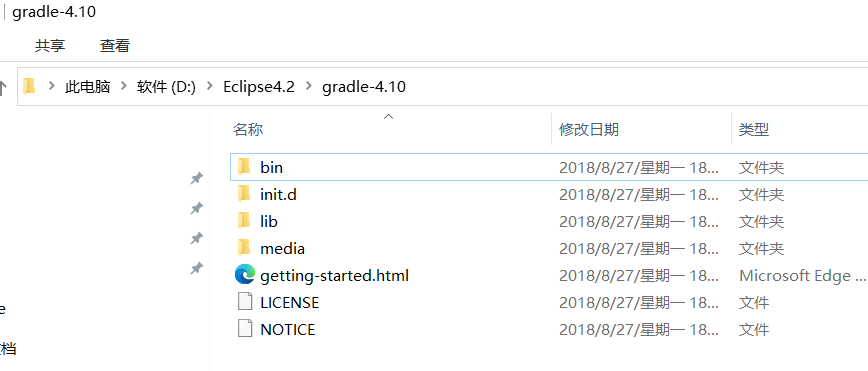 gradle-4.10
共享 查看
此电脑 软件 (D:) Eclipse4.2 gradle-4.10
名称 修改日期 类型
bin 2018/8/27/星期一 18... 文件夹
init.d 2018/8/27/星期一 18... 文件夹
lib 2018/8/27/星期一 18... 文件夹
media 2018/8/27/星期一 18... 文件夹
getting-started.html 2018/8/27/星期一 18... Microsoft Edge ...
LICENSE 2018/8/27/星期一 18... 文件
e
NOTICE 2018/8/27/星期一 18... 文件
档